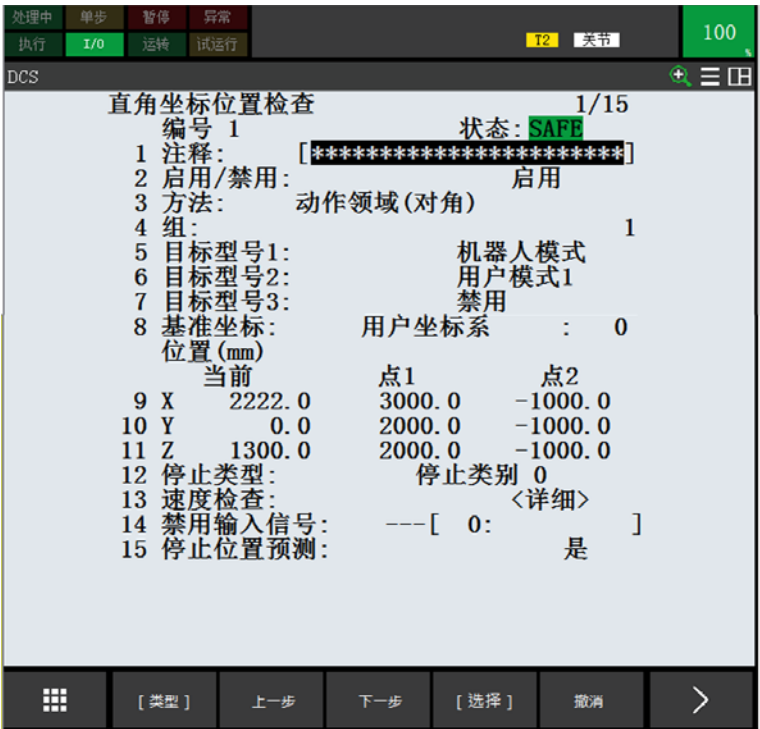 处理中 单步 暂停 异常
执行 I/O 运转 试运行 T2 关节 100 %
DCS
直角坐标位置检查 1/15
编号 1 状态: SAFE
1 注释: [***********************]
2 启用/禁用: 启用
3 方法: 动作领域(对角)
4 组: 1
5 目标型号1: 机器人模式
6 目标型号2: 用户模式1
7 目标型号3: 禁用
8 基准坐标: 用户坐标系 : 0
位置(mm)
当前 点1 点2
9 X 2222.0 3000.0 -1000.0
10 Y 0.0 2000.0 -1000.0
11 Z 1300.0 2000.0 -1000.0
12 停止类型: 停止类别 0
13 速度检查: <详细>
14 禁用输入信号: ---[ 0: ]
15 停止位置预测: 是
[ 类型 ] 上一步 下一步 [ 选择 ] 撤消